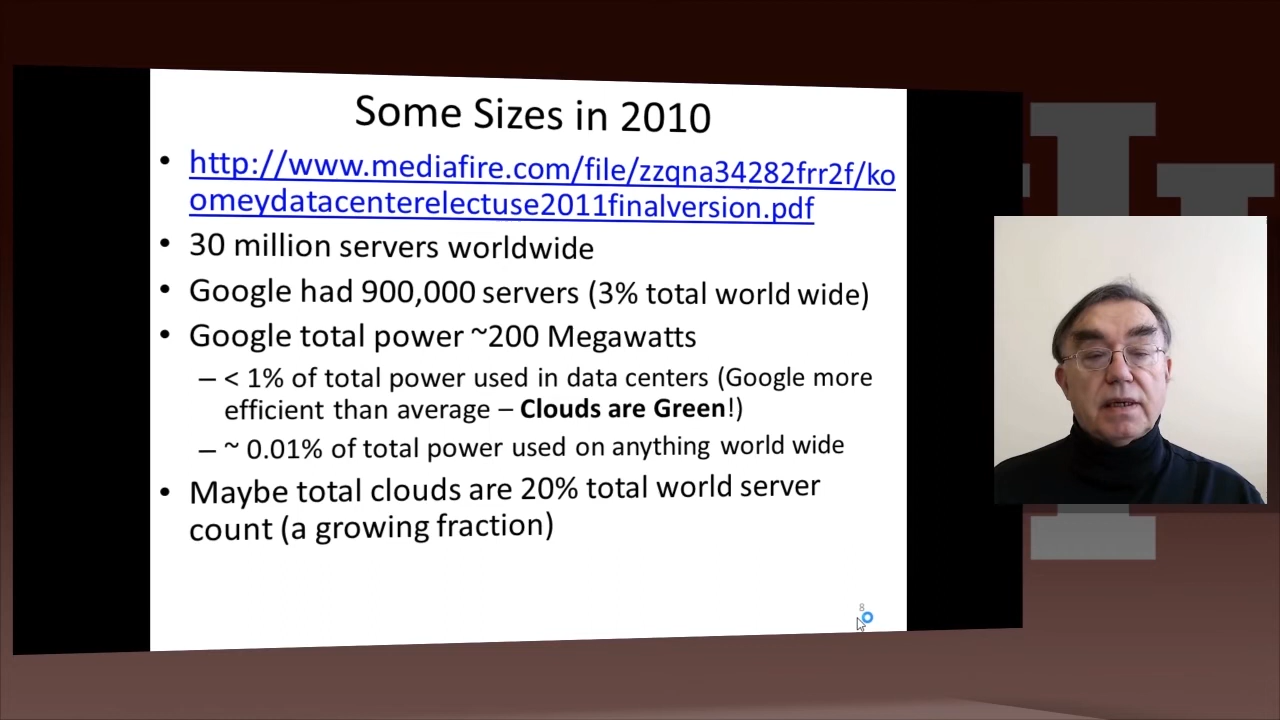 Some Sizes in 2010
• http://www.mediafire.com/file/zzqna34282frr2f/ko
omeydatacenterelectuse2011finalversion.pdf
• 30 million servers worldwide
• Google had 900,000 servers (3% total world wide)
• Google total power ~200 Megawatts
– < 1% of total power used in data centers (Google more
efficient than average – Clouds are Green!)
– ~ 0.01% of total power used on anything world wide
• Maybe total clouds are 20% total world server
count (a growing fraction)
8